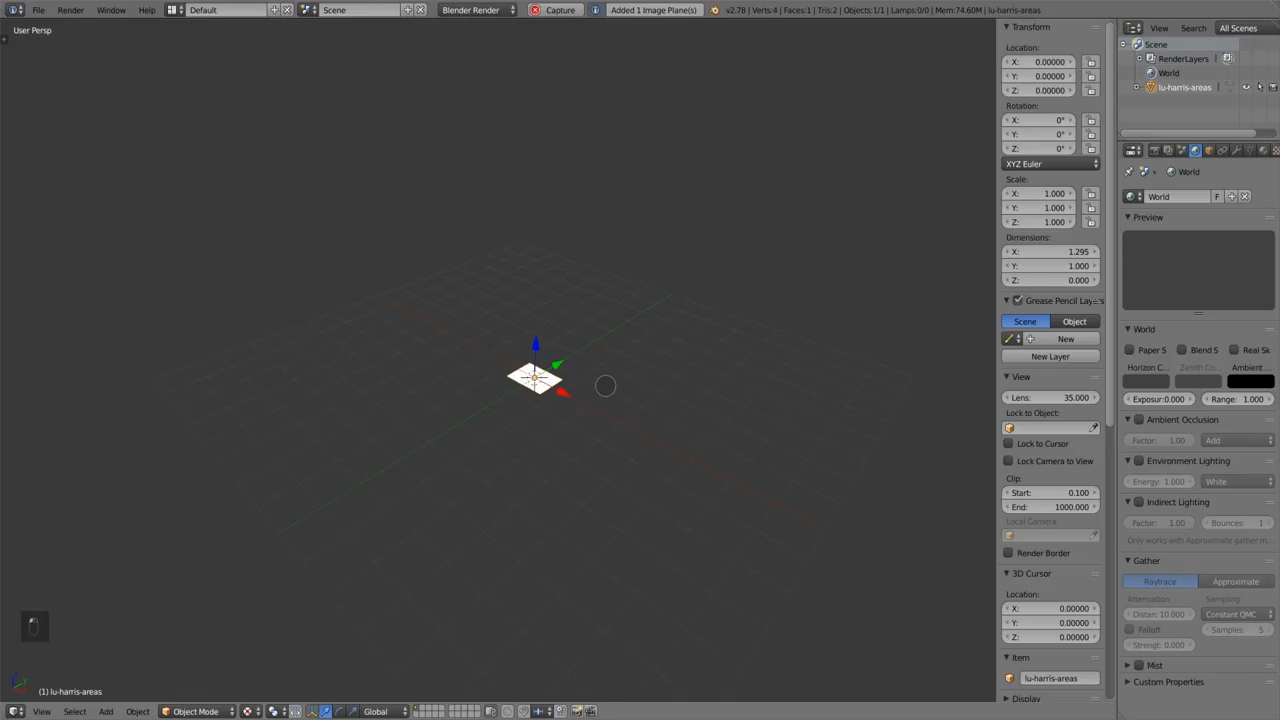 File Render Window Help Default Scene Blender Render Capture Added 1 Image Plane(s) v2.78 | Verts:4 | Faces:1 | Tris:2 | Objects:1/1 | Lamps:0/0 | Mem:74.60M | lu-harris-areas
User Persp
(1) lu-harris-areas
View Select Add Object Object Mode Global
Transform
Location:
X: 0.00000
Y: 0.00000
Z: 0.00000
Rotation:
X: 0°
Y: 0°
Z: 0°
XYZ Euler
Scale:
X: 1.000
Y: 1.000
Z: 1.000
Dimensions:
X: 1.295
Y: 1.000
Z: 0.000
Grease Pencil Layers
Scene Object
New
New Layer
View
Lens: 35.000
Lock to Object:
Lock to Cursor
Lock Camera to View
Clip:
Start: 0.100
End: 1000.000
Local Camera:
Render Border
3D Cursor
Location:
X: 0.00000
Y: 0.00000
Z: 0.00000
Item
lu-harris-areas
Display
View Search All Scenes
Scene
RenderLayers |
World
lu-harris-areas |
World
World F
Preview
World
Paper S Blend S Real Sk
Horizon C... Zenith Co... Ambient ...
Exposur:0.000 Range: 1.000
Ambient Occlusion
Factor: 1.00 Add
Environment Lighting
Energy: 1.000 White
Indirect Lighting
Factor: 1.00 Bounces: 1
Only works with Approximate gather m...
Gather
Raytrace Approximate
Attenuation: Sampling:
Distan: 10.000 Constant QMC
Falloff Samples: 5
Strengt: 0.000
Mist
Custom Properties